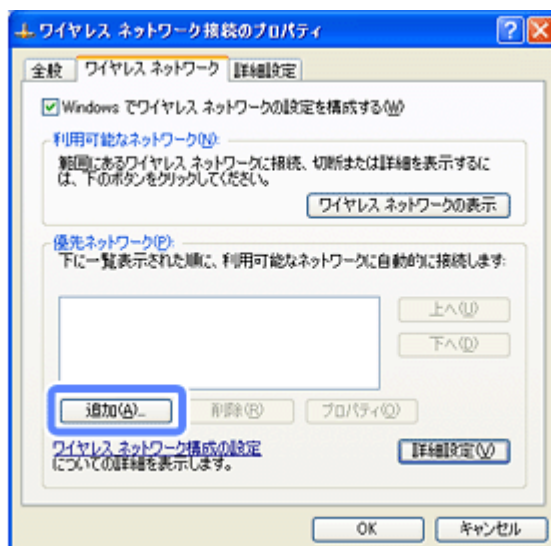 ワイヤレス ネットワーク接続のプロパティ
全般 ワイヤレス ネットワーク 詳細設定
Windows でワイヤレス ネットワークの設定を構成する(W)
利用可能なネットワーク(N):
範囲にあるワイヤレス ネットワークに接続、切断または詳細を表示するに
は、下のボタンをクリックしてください。
ワイヤレス ネットワークの表示
優先ネットワーク(P):
下に一覧表示された順に、利用可能なネットワークに自動的に接続します:
上へ(U)
下へ(D)
追加(A)... 削除(R) プロパティ(O)
ワイヤレス ネットワーク構成の設定
についての詳細を表示します。
詳細設定(V)
OK キャンセル